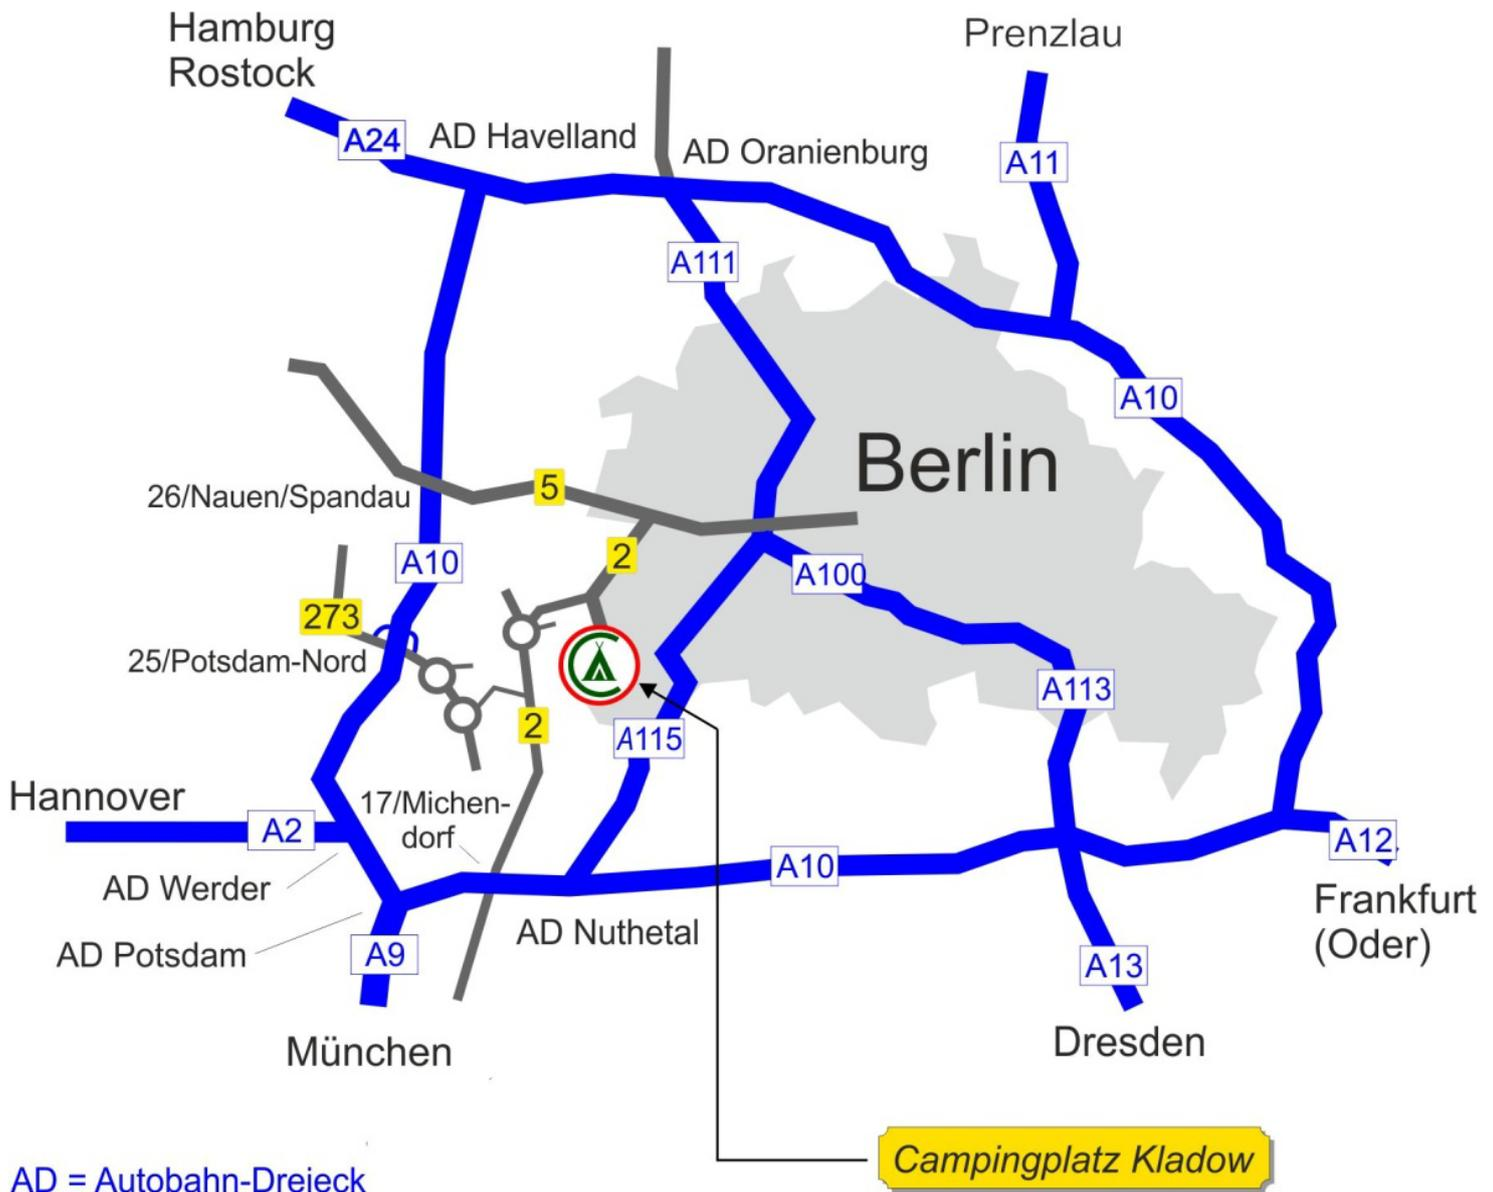 Hamburg
Rostock
Prenzlau
A24
AD Havelland
AD Oranienburg
A11
A111
A10
Berlin
26/Nauen/Spandau
5
2
A10
A100
273
25/Potsdam-Nord
A113
2
A115
Hannover
17/Michen-
dorf
A2
A12
A10
AD Werder
Frankfurt
(Oder)
AD Nuthetal
AD Potsdam
A9
A13
München
Dresden
Campingplatz Kladow
AD = Autobahn-Dreieck